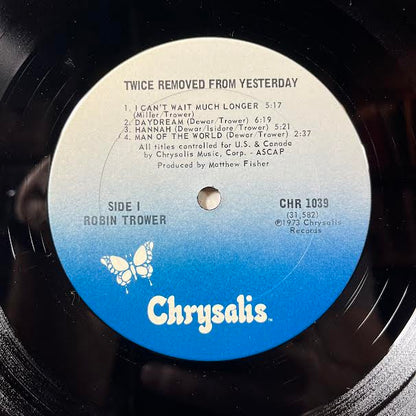 TWICE REMOVED FROM YESTERDAY
1. I CAN'T WAIT MUCH LONGER 5:17
(Miller/Trower)
2. DAYDREAM (Dewar/Trower) 6:19
3. HANNAH (Dewar/Isidore/Trower) 5:21
4. MAN OF THE WORLD (Dewar/Trower) 2:37
All titles controlled for U.S. & Canada
by Chrysalis Music, Corp. - ASCAP
Produced by Matthew Fisher
SIDE I
ROBIN TROWER
CHR 1039
(31,582)
℗1973 Chrysalis
Records
Chrysalis™